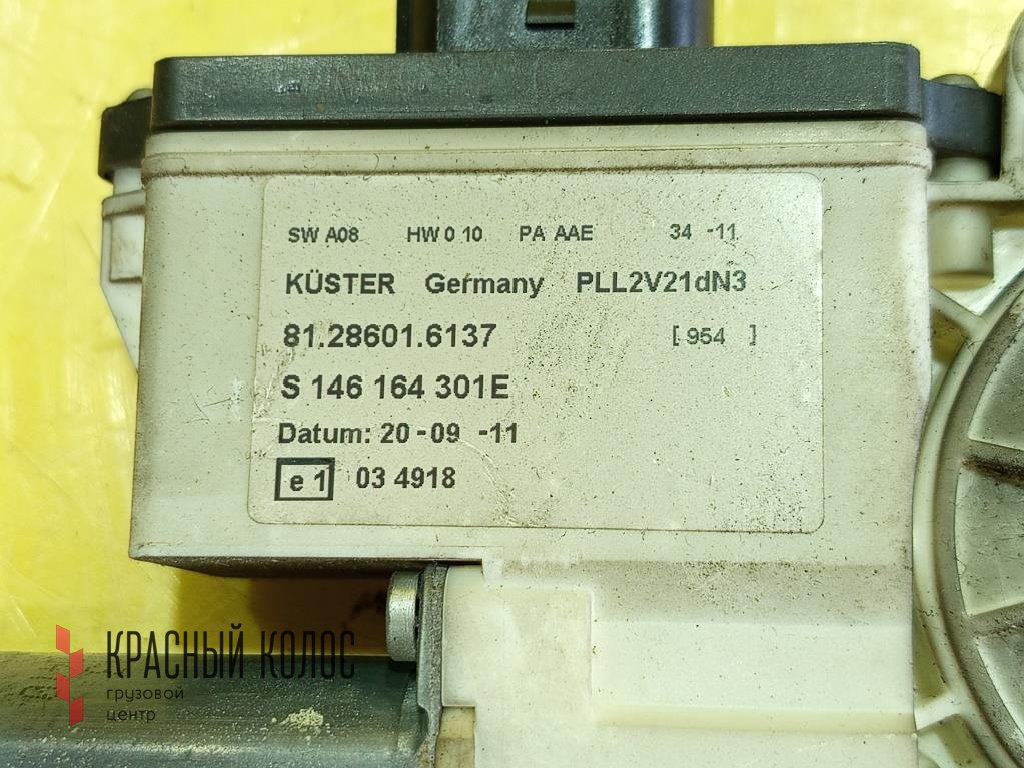 SW A08 HW 0 10 PA AAE 34 -11
KÜSTER Germany PLL2V21dN3
81.28601.6137 [ 954 ]
S 146 164 301E
Datum: 20-09 -11
e 1 03 4918
КРАСНЫЙ КОЛОС
грузовой
центр